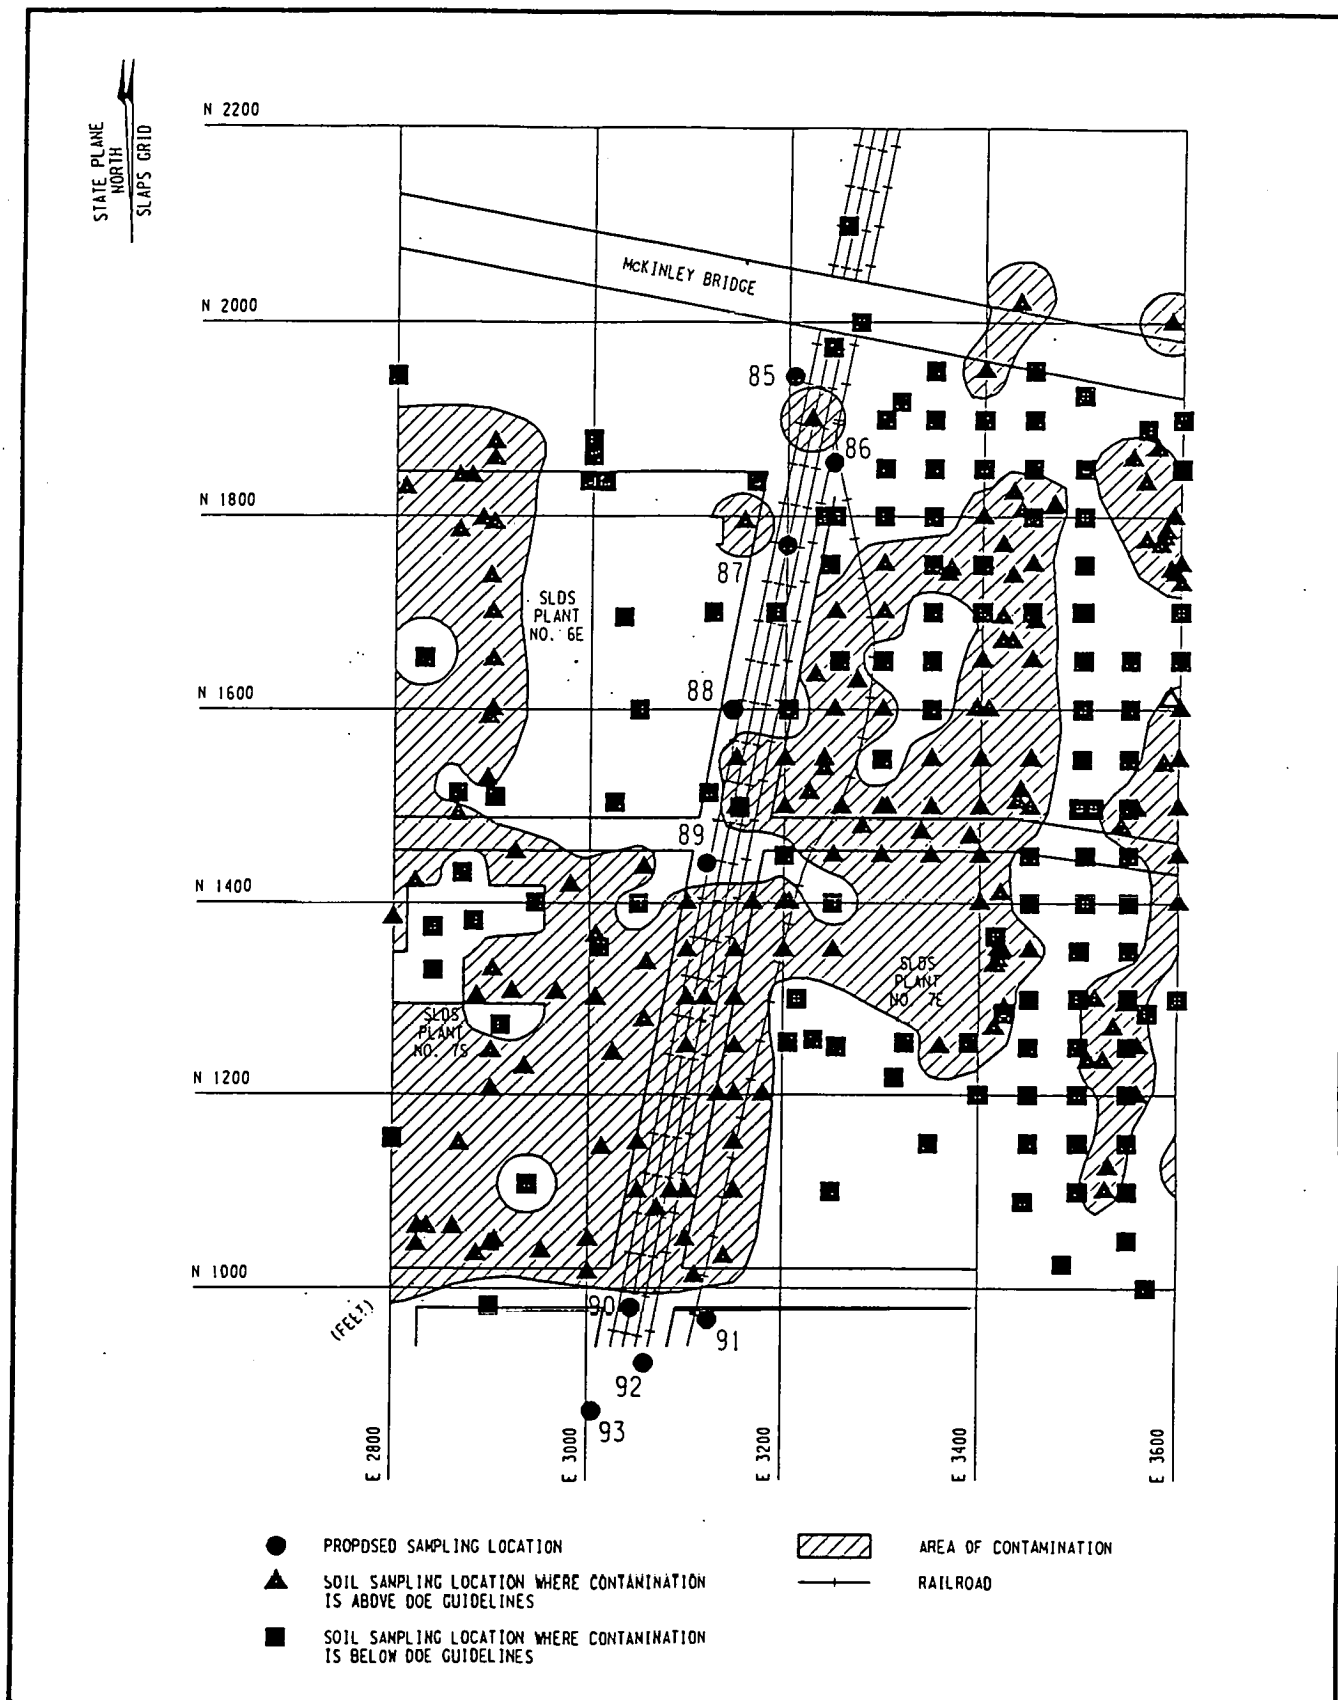 STATE PLANE
NORTH
SLAPS GRID
N 2200
McKINLEY BRIDGE
N 2000
85
86
N 1800
87
SLDS
PLANT
NO. 6E
88
N 1600
89
N 1400
SLDS
PLANT
NO. 7E
SLDS
PLANT
NO. 7S
N 1200
N 1000
(FEET)
90
91
92
93
E 2800
E 3000
E 3200
E 3400
E 3600
PROPOSED SAMPLING LOCATION
SOIL SAMPLING LOCATION WHERE CONTAMINATION
IS ABOVE DOE GUIDELINES
SOIL SAMPLING LOCATION WHERE CONTAMINATION
IS BELOW DOE GUIDELINES
AREA OF CONTAMINATION
RAILROAD